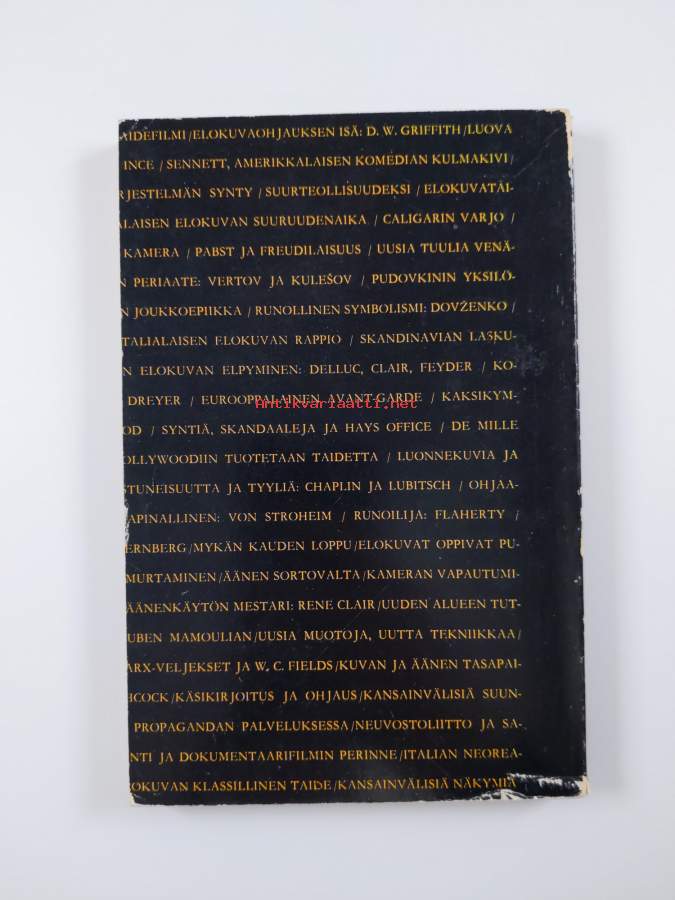 AIDEFILMI/ELOKUVAOHJAUKSEN ISÄ: D. W. GRIFFITH/LUOVA
INCE / SENNETT, AMERIKKALAISEN KOMEDIAN KULMAKIVI/
RJESTELMÄN SYNTY / SUURTEOLLISUUDEKSI / ELOKUVATÄI-
ALAISEN ELOKUVAN SUURUUDENAIKA / CALIGARIN VARJO /
KAMERA / PABST JA FREUDILAISUUS / UUSIA TUULIA VENÄ-
N PERIAATE: VERTOV JA KULEŠOV / PUDOVKININ YKSILÖ-
N JOUKKOEPIIKKA / RUNOLLINEN SYMBOLISMI: DOVŽENKO /
TALIALAISEN ELOKUVAN RAPPIO / SKANDINAVIAN LASKU-
N ELOKUVAN ELPYMINEN: DELLUC, CLAIR, FEYDER / KO-
DREYER / EUROOPPALAINEN AVANT-GARDE / KAKSIKYM-
Antikvariaatti.net
OD / SYNTIÄ, SKANDAALEJA JA HAYS OFFICE / DE MILLE
OLLYWOODIIN TUOTETAAN TAIDETTA / LUONNEKUVIA JA
STUNEISUUTTA JA TYYLIÄ: CHAPLIN JA LUBITSCH / OHJAA-
APINALLINEN: VON STROHEIM / RUNOILIJA: FLAHERTY /
ERNBERG/MYKÄN KAUDEN LOPPU/ELOKUVAT OPPIVAT PU-
MURTAMINEN/ÄÄNEN SORTOVALTA/KAMERAN VAPAUTUMI-
ÄÄNENKÄYTÖN MESTARI: RENE CLAIR/UUDEN ALUEEN TUT-
UBEN MAMOULIAN/UUSIA MUOTOJA, UUTTA TEKNIIKKAA/
ARX-VELJEKSET JA W. C. FIELDS/KUVAN JA ÄÄNEN TASAPAI-
HCOCK/KÄSIKIRJOITUS JA OHJAUS/KANSAINVÄLISIÄ SUUN-
PROPAGANDAN PALVELUKSESSA/NEUVOSTOLIITTO JA SA-
NTI JA DOKUMENTAARIFILMIN PERINNE/ITALIAN NEOREA-
LOKUVAN KLASSILLINEN TAIDE/KANSAINVÄLISIÄ NÄKYMIÄ